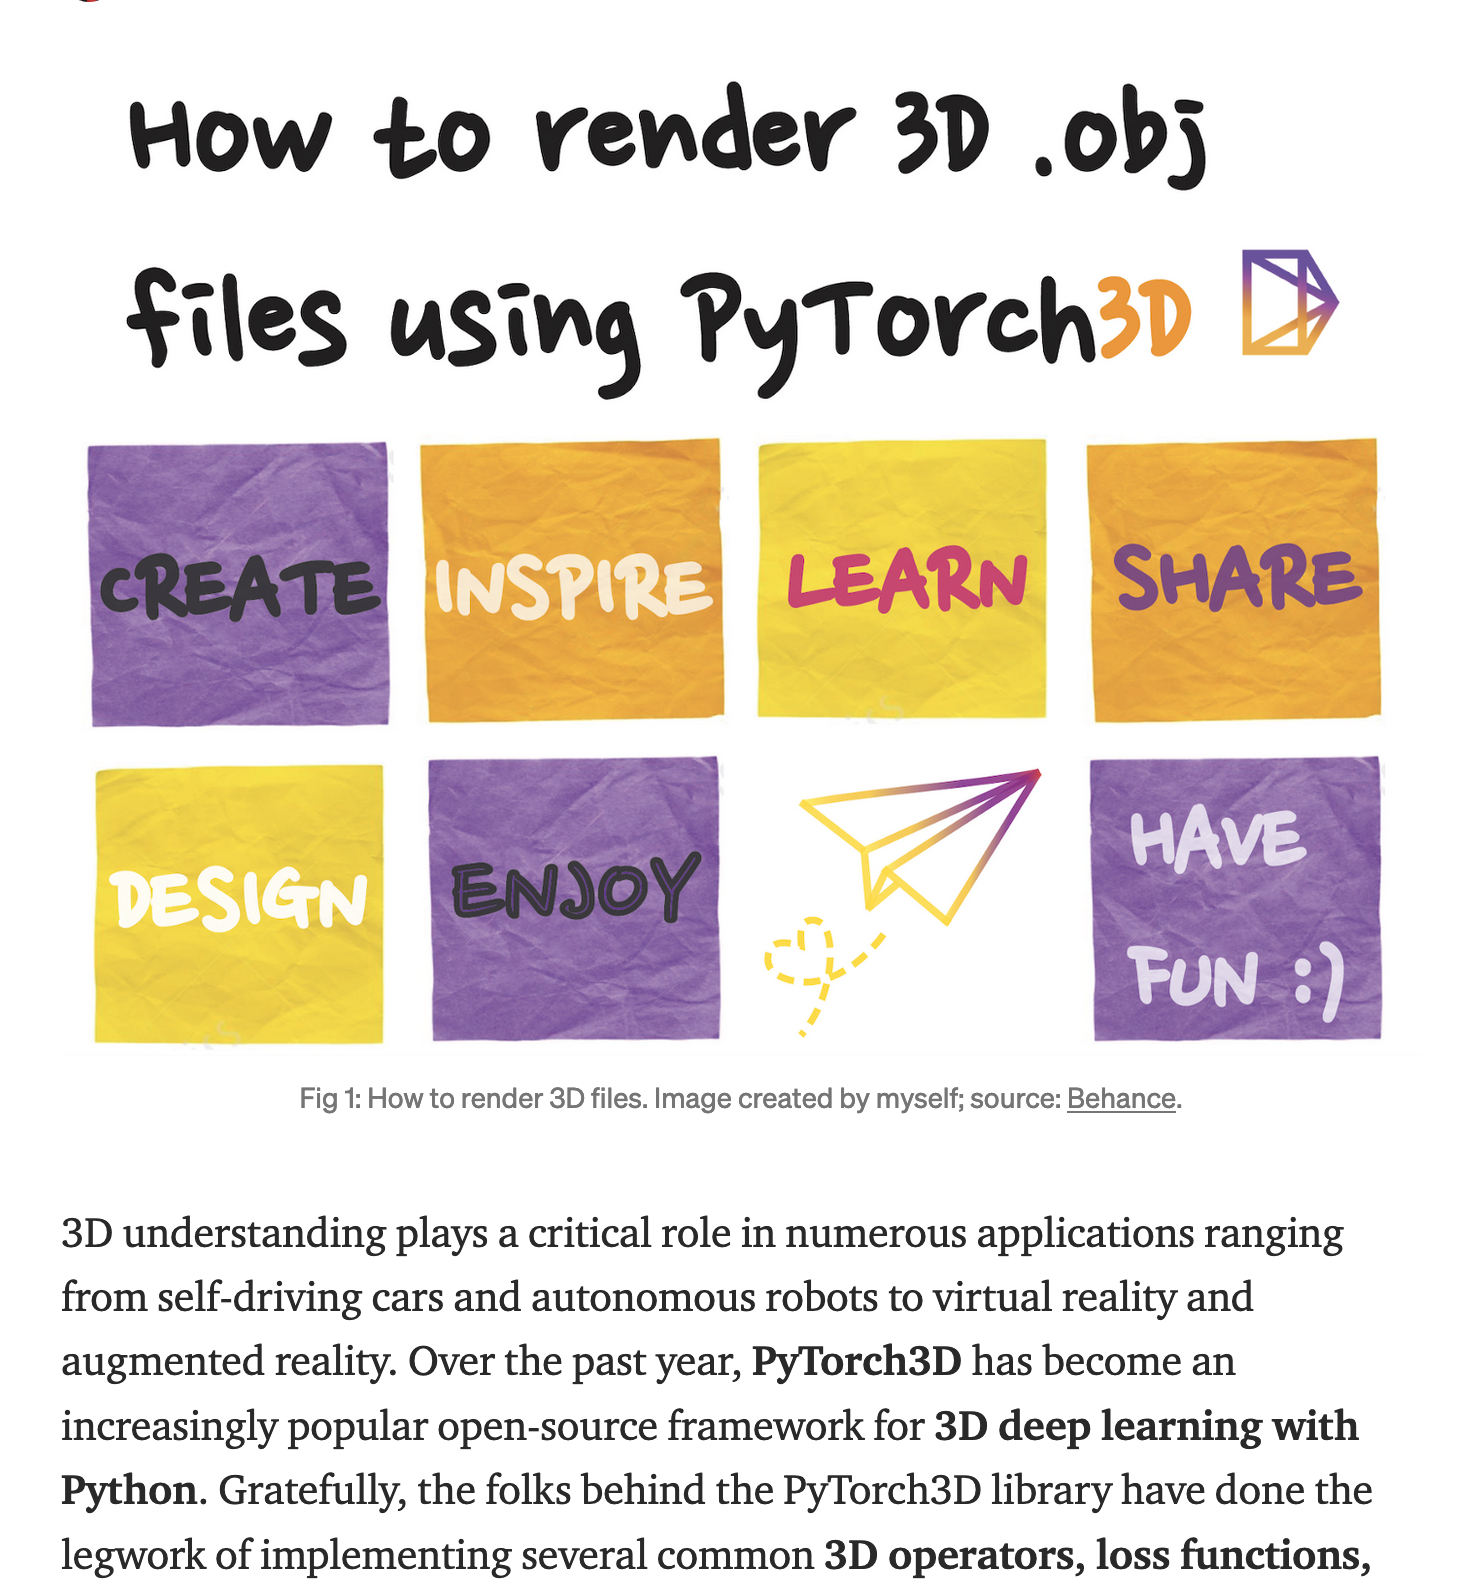 How to render 3D .obj
files using PyTorch3D
CREATE
INSPIRE
LEARN
SHARE
DESIGN
ENJOY
HAVE
FUN :)
Fig 1: How to render 3D files. Image created by myself; source: Behance.
3D understanding plays a critical role in numerous applications ranging
from self-driving cars and autonomous robots to virtual reality and
augmented reality. Over the past year, PyTorch3D has become an
increasingly popular open-source framework for 3D deep learning with
Python. Gratefully, the folks behind the PyTorch3D library have done the
legwork of implementing several common 3D operators, loss functions,